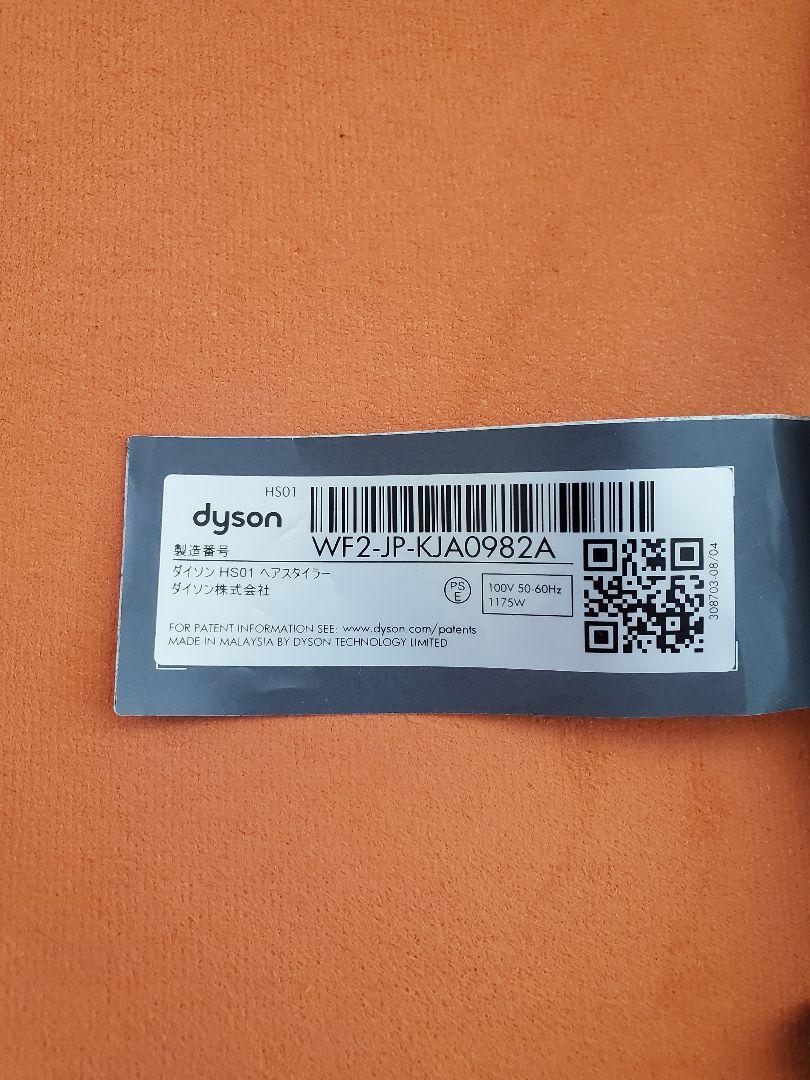 HS01
dyson
製造番号 WF2-JP-KJA0982A
ダイソン HS01 ヘアスタイラー
ダイソン株式会社
PS
E
100V 50-60Hz
1175W
308703-08/04
FOR PATENT INFORMATION SEE: www.dyson.com/patents
MADE IN MALAYSIA BY DYSON TECHNOLOGY LIMITED